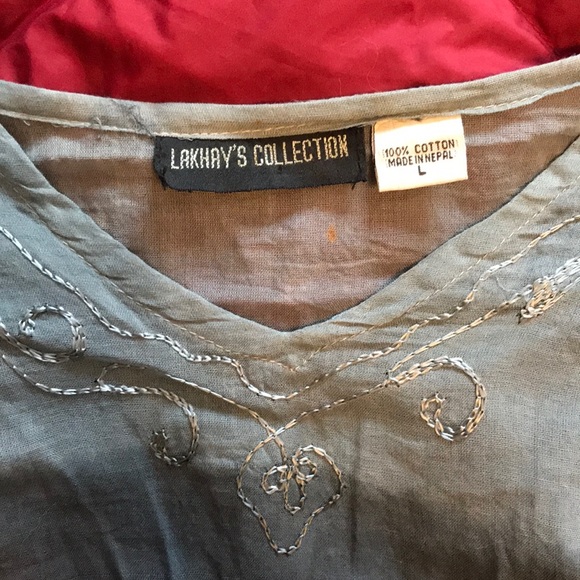 LAKHAY'S COLLECTION
100% COTTON
MADE IN NEPAL
L